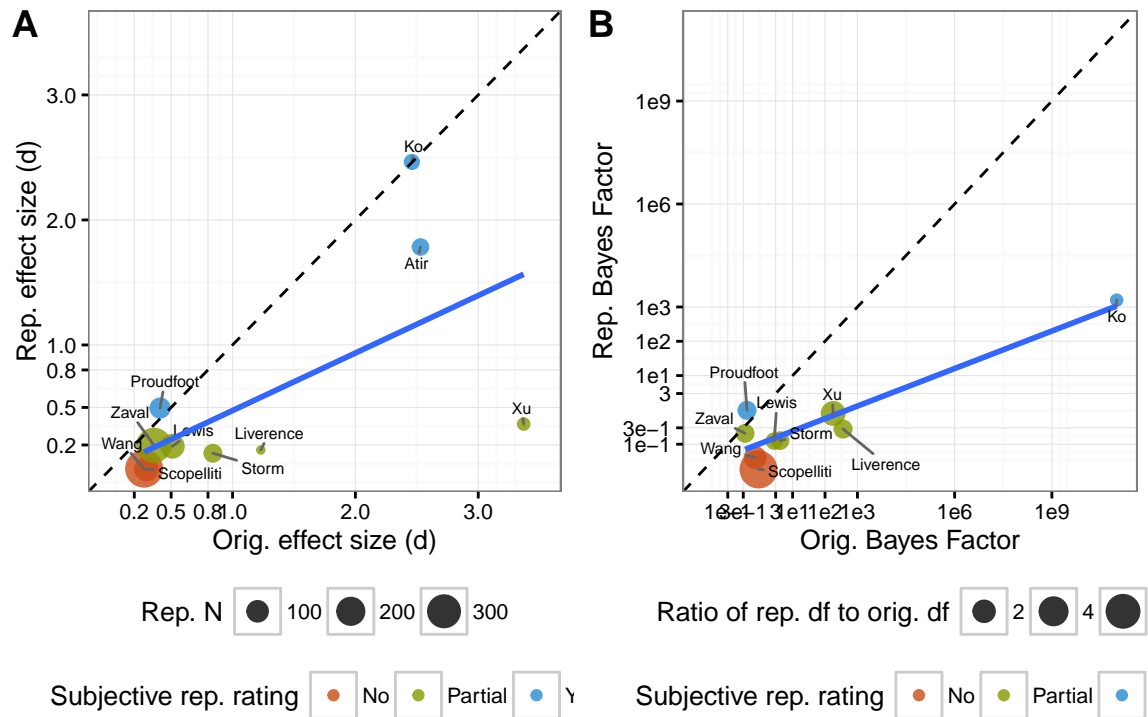 A
3.0
2.0
1.0
0.8
0.5
0.2
Rep. effect size (d)
Ko
Atir
Proudfoot
Zaval
Lewis
Wang
Scopelliti
Storm
Liverence
Xu
0.2 0.5 0.8 1.0 2.0 3.0
Orig. effect size (d)
Rep. N 100 200 300
Subjective rep. rating No Partial Y
B
1e9
1e6
1e3
1e2
1e1
3
3e-1
1e-1
Rep. Bayes Factor
Ko
Proudfoot
Xu
Zaval
Lewis
Storm
Wang
Liverence
Scopelliti
3 1e1 1e2 1e3 1e6 1e9
Orig. Bayes Factor
Ratio of rep. df to orig. df 2 4
Subjective rep. rating No Partial